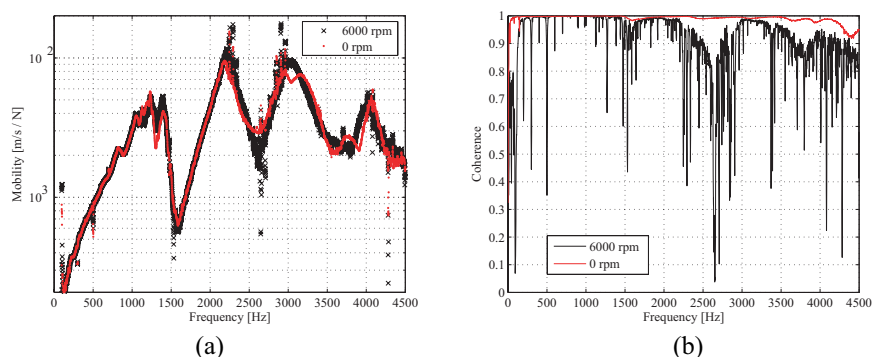 6000 rpm
0 rpm
10 2
10 3
Mobility [m/s / N]
0 500 1000 1500 2000 2500 3000 3500 4000 4500
Frequency [Hz]
(a)
1
0.9
0.8
0.7
0.6
0.5
0.4
0.3
0.2
0.1
0
Coherence
6000 rpm
0 rpm
0 500 1000 1500 2000 2500 3000 3500 4000 4500
Frequency [Hz]
(b)